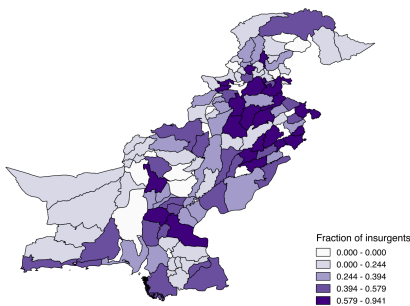 Fraction of insurgents
0.000 - 0.000
0.000 - 0.244
0.244 - 0.394
0.394 - 0.579
0.579 - 0.941